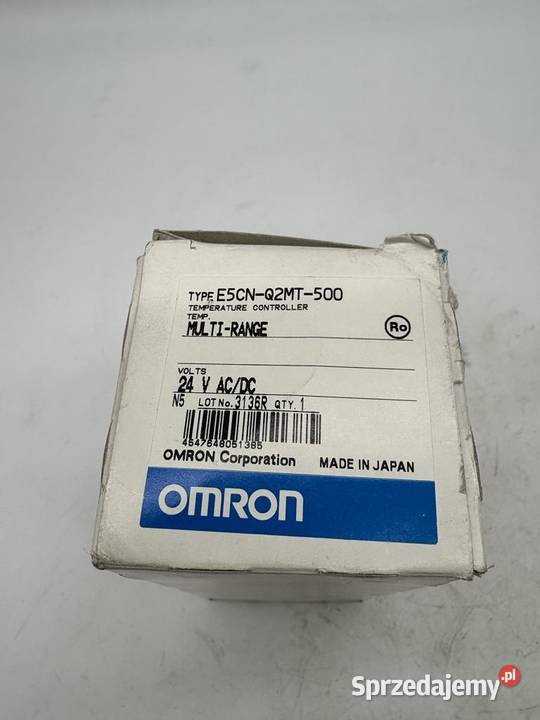 TYPE E5CN-Q2MT-500
TEMPERATURE CONTROLLER
TEMP.
MULTI-RANGE
Ro
VOLTS
24 V AC/DC
N5 LOT No. 3136R QTY. 1
4547648051385
OMRON Corporation MADE IN JAPAN
OMRON
Sprzedajemy.pl